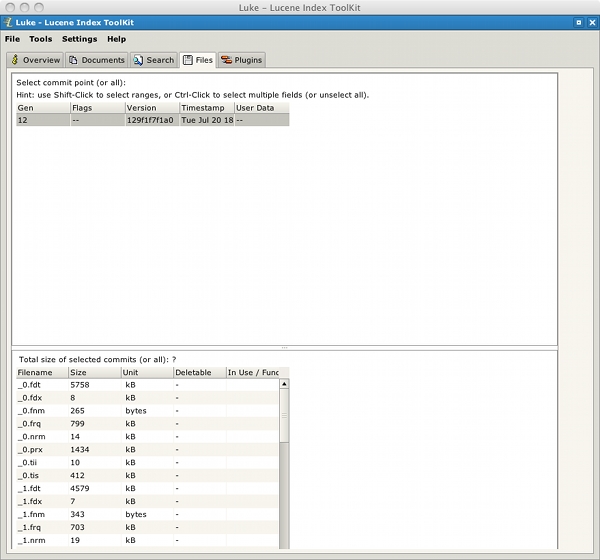 Luke – Lucene Index ToolKit
Luke – Lucene Index ToolKit
File Tools Settings Help
Overview Documents Search Files Plugins
Select commit point (or all):
Hint: use Shift-Click to select ranges, or Ctrl-Click to select multiple fields (or unselect all).
Gen Flags Version Timestamp User Data
12 -- 129f1f7f1a0 Tue Jul 20 18 --
Total size of selected commits (or all): ?
Filename Size Unit Deletable In Use / Func
_0.fdt 5758 kB -
_0.fdx 8 kB -
_0.fnm 265 bytes -
_0.frq 799 kB -
_0.nrm 14 kB -
_0.prx 1434 kB -
_0.tii 10 kB -
_0.tis 412 kB -
_1.fdt 4579 kB -
_1.fdx 7 kB -
_1.fnm 343 bytes -
_1.frq 703 kB -
_1.nrm 19 kB -